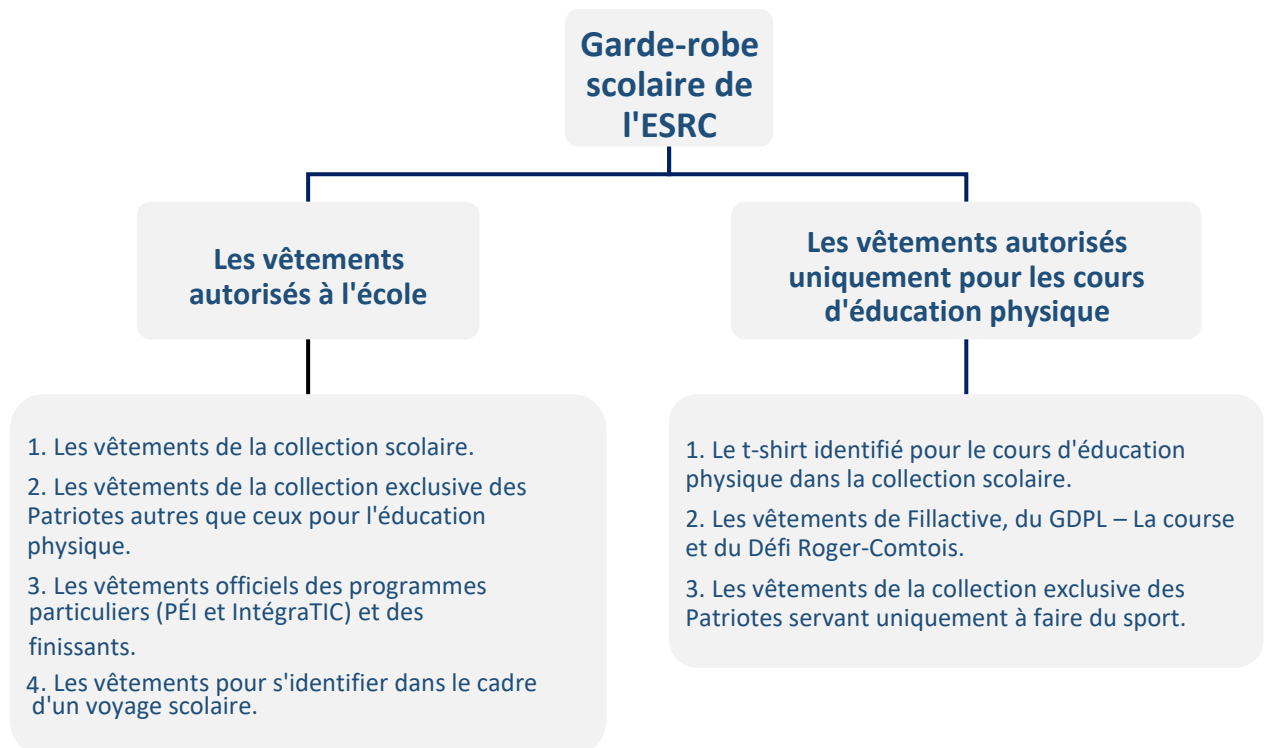 Garde-robe
scolaire de
l'ESRC
Les vêtements
autorisés à l'école
Les vêtements autorisés
uniquement pour les cours
d'éducation physique
1. Les vêtements de la collection scolaire.
2. Les vêtements de la collection exclusive des
Patriotes autres que ceux pour l'éducation
physique.
3. Les vêtements officiels des programmes
particuliers (PÉI et IntégraTIC) et des
finissants.
4. Les vêtements pour s'identifier dans le cadre
d'un voyage scolaire.
1. Le t-shirt identifié pour le cours d'éducation
physique dans la collection scolaire.
2. Les vêtements de Fillactive, du GDPL – La course
et du Défi Roger-Comtois.
3. Les vêtements de la collection exclusive des
Patriotes servant uniquement à faire du sport.